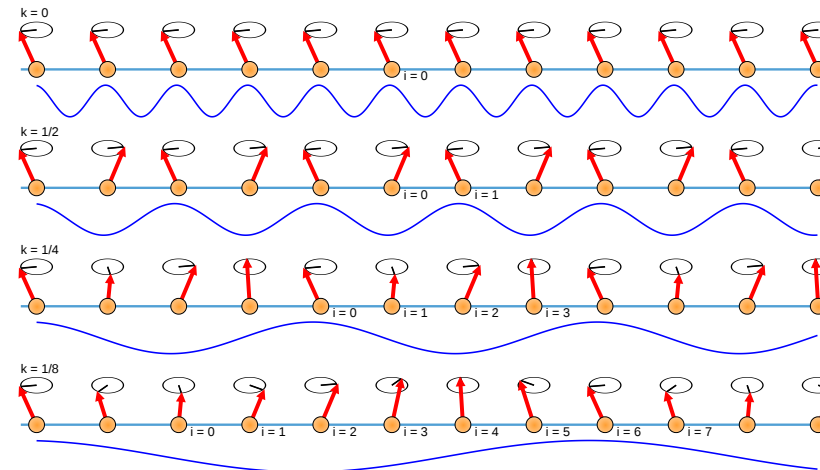 k = 0
i = 0
k = 1/2
i = 0 i = 1
k = 1/4
i = 0 i = 1 i = 2 i = 3
k = 1/8
i = 0 i = 1 i = 2 i = 3 i = 4 i = 5 i = 6 i = 7